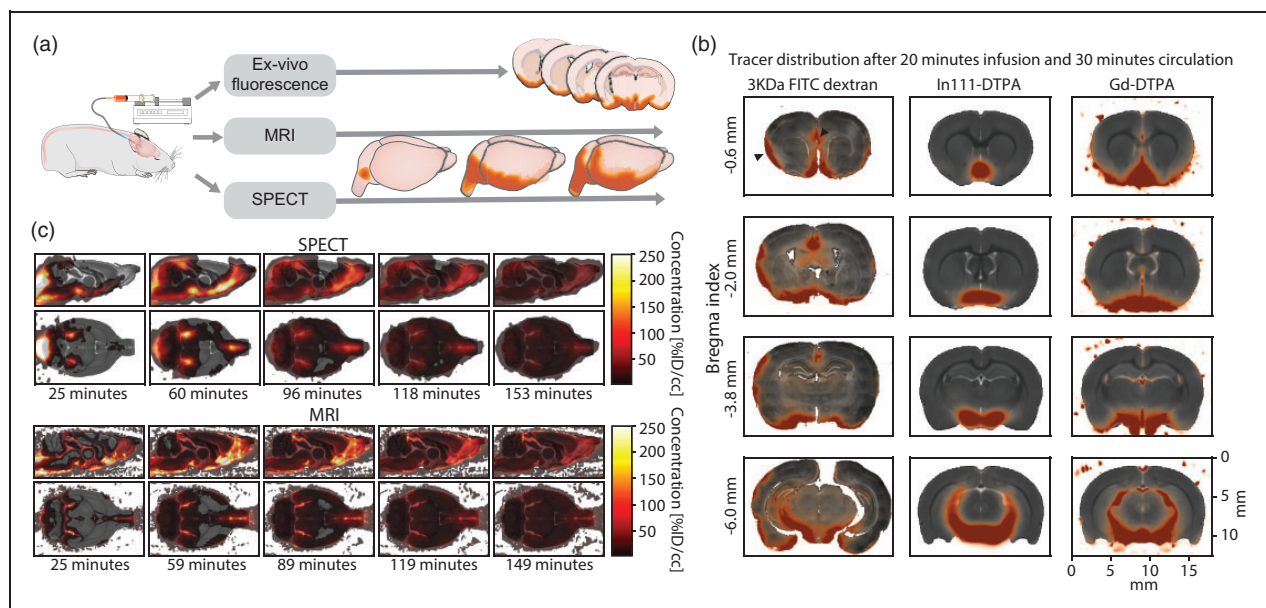 (a)
Ex-vivo
fluorescence
MRI
SPECT
(b)
Tracer distribution after 20 minutes infusion and 30 minutes circulation
3KDa FITC dextran
In111-DTPA
Gd-DTPA
Bregma index
-0.6 mm
-2.0 mm
-3.8 mm
-6.0 mm
0
5
10
mm
0
5
10
15
mm
(c)
SPECT
25 minutes
60 minutes
96 minutes
118 minutes
153 minutes
Concentration [%ID/cc]
250
200
150
100
50
MRI
25 minutes
59 minutes
89 minutes
119 minutes
149 minutes
Concentration [%ID/cc]
250
200
150
100
50